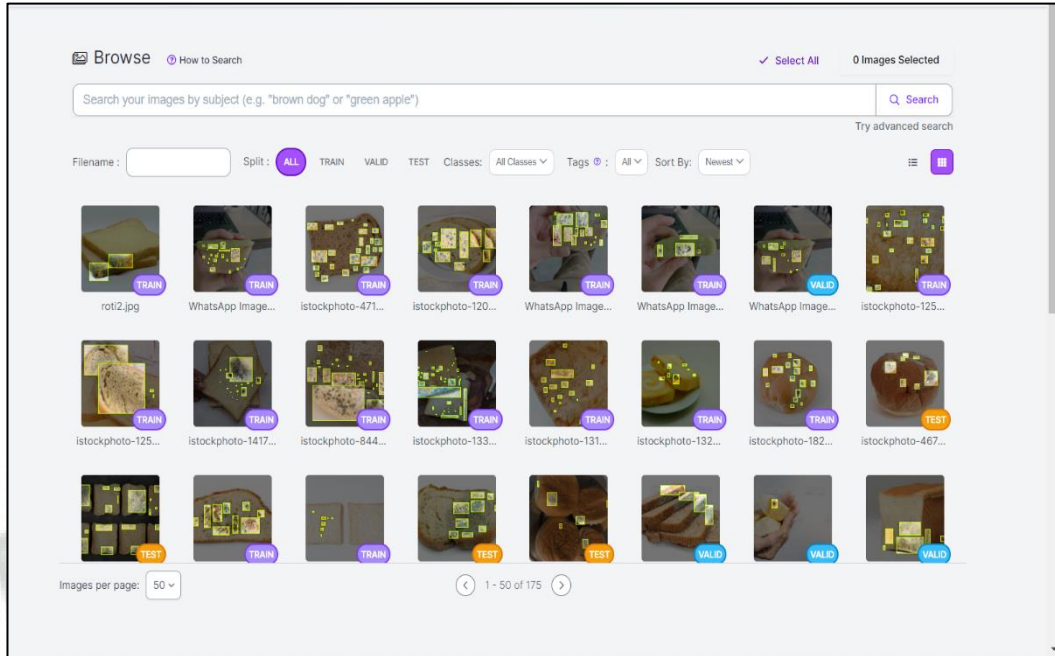 Browse How to Search Select All 0 Images Selected
Search your images by subject (e.g. "brown dog" or "green apple") Search
Try advanced search
Filename : Split : ALL TRAIN VALID TEST Classes: All Classes Tags : All Sort By: Newest
TRAIN TRAIN TRAIN TRAIN TRAIN TRAIN VALID TRAIN
roti2.jpg WhatsApp Image... istockphoto-471... istockphoto-120... WhatsApp Image... WhatsApp Image... WhatsApp Image... istockphoto-125...
TRAIN TRAIN TRAIN TRAIN TRAIN TRAIN TRAIN TEST
istockphoto-125... istockphoto-1417... istockphoto-844... istockphoto-133... istockphoto-131... istockphoto-132... istockphoto-182... istockphoto-467...
TEST TRAIN TRAIN TEST TEST VALID VALID VALID
Images per page: 50 1 - 50 of 175